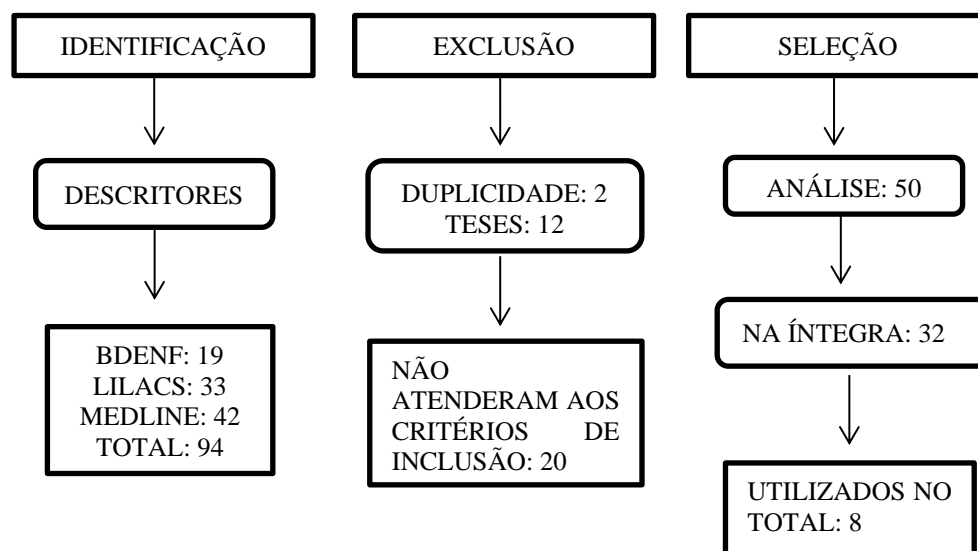 IDENTIFICAÇÃO
DESCRITORES
BDENF: 19
LILACS: 33
MEDLINE: 42
TOTAL: 94
EXCLUSÃO
DUPLICIDADE: 2
TESES: 12
NÃO
ATENDERAM AOS
CRITÉRIOS DE
INCLUSÃO: 20
SELEÇÃO
ANÁLISE: 50
NA ÍNTEGRA: 32
UTILIZADOS NO
TOTAL: 8